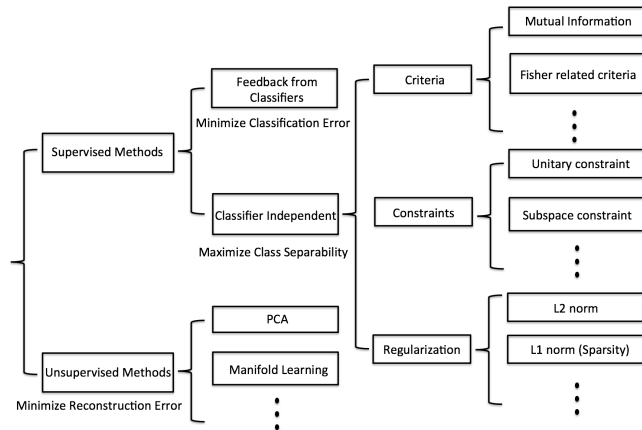 Mutual Information
Criteria
Fisher related criteria
Feedback from
Classifiers
Minimize Classification Error
Supervised Methods
Unitary constraint
Classifier Independent
Constraints
Subspace constraint
Maximize Class Separability
L2 norm
PCA
Regularization
L1 norm (Sparsity)
Unsupervised Methods
Manifold Learning
Minimize Reconstruction Error